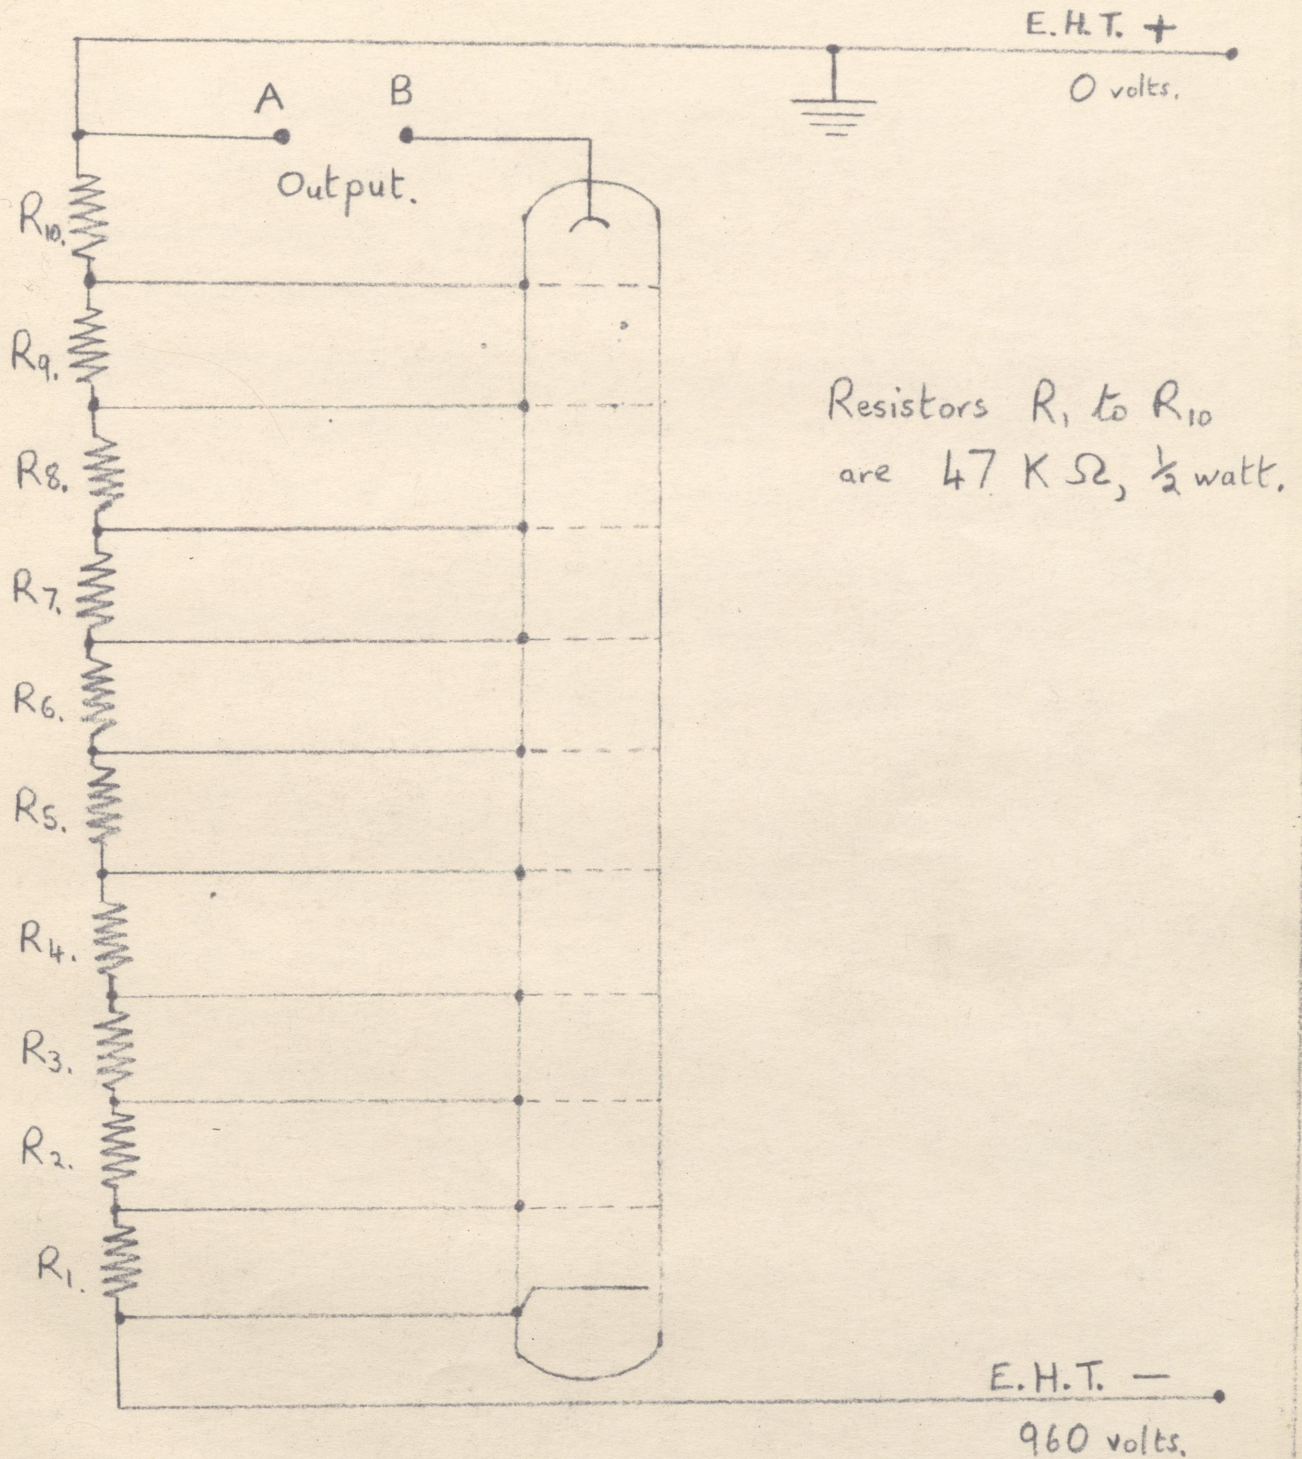 E.H.T. +
0 volts.
A B
Output.
R10.
R9.
R8.
Resistors R1 to R10
are 47 K Ω, ½ watt.
R7.
R6.
R5.
R4.
R3.
R2.
R1.
E.H.T. —
960 volts.